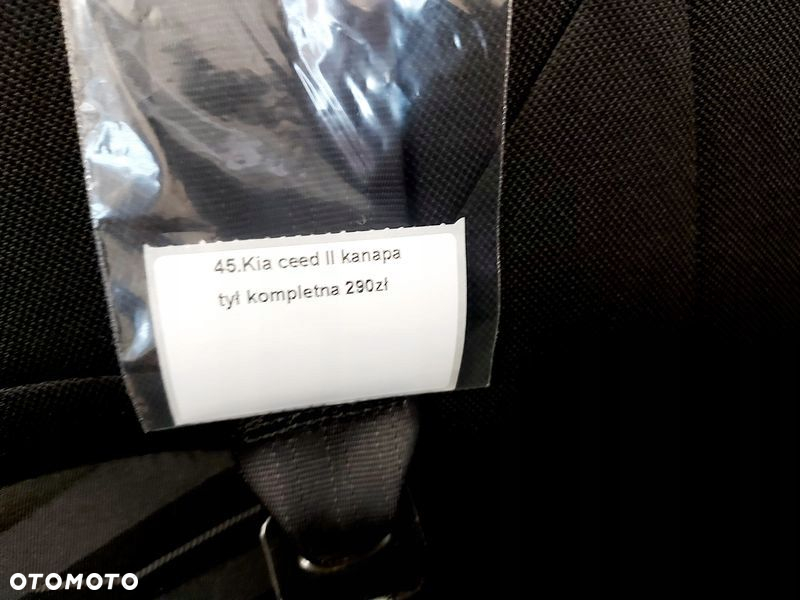 45.Kia ceed II kanapa
tył kompletna 290zł
OTOMOTO